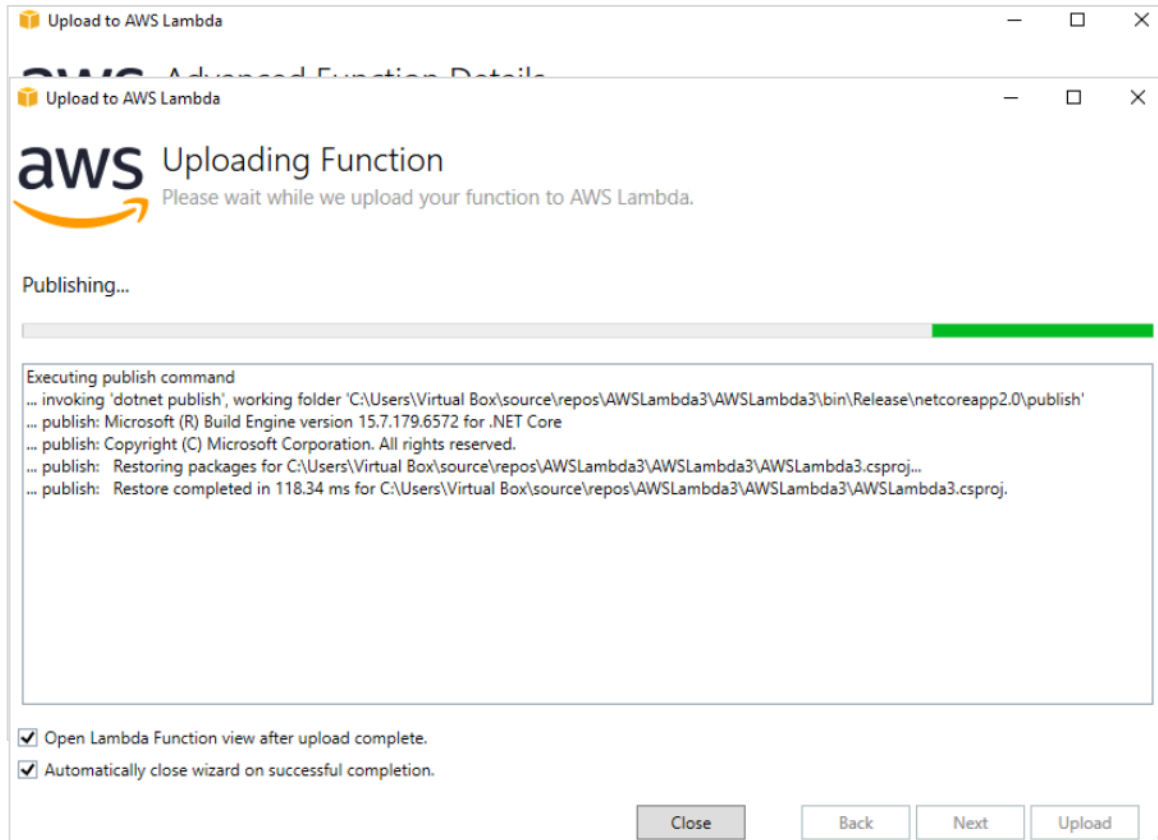 Upload to AWS Lambda
aws Advanced Function Details
Upload to AWS Lambda
aws
Uploading Function
Please wait while we upload your function to AWS Lambda.
Publishing...
Executing publish command
... invoking 'dotnet publish', working folder 'C:\Users\Virtual Box\source\repos\AWSLambda3\AWSLambda3\bin\Release\netcoreapp2.0\publish'
... publish: Microsoft (R) Build Engine version 15.7.179.6572 for .NET Core
... publish: Copyright (C) Microsoft Corporation. All rights reserved.
... publish:   Restoring packages for C:\Users\Virtual Box\source\repos\AWSLambda3\AWSLambda3\AWSLambda3.csproj...
... publish:   Restore completed in 118.34 ms for C:\Users\Virtual Box\source\repos\AWSLambda3\AWSLambda3\AWSLambda3.csproj.
Open Lambda Function view after upload complete.
Automatically close wizard on successful completion.
Close Back Next Upload